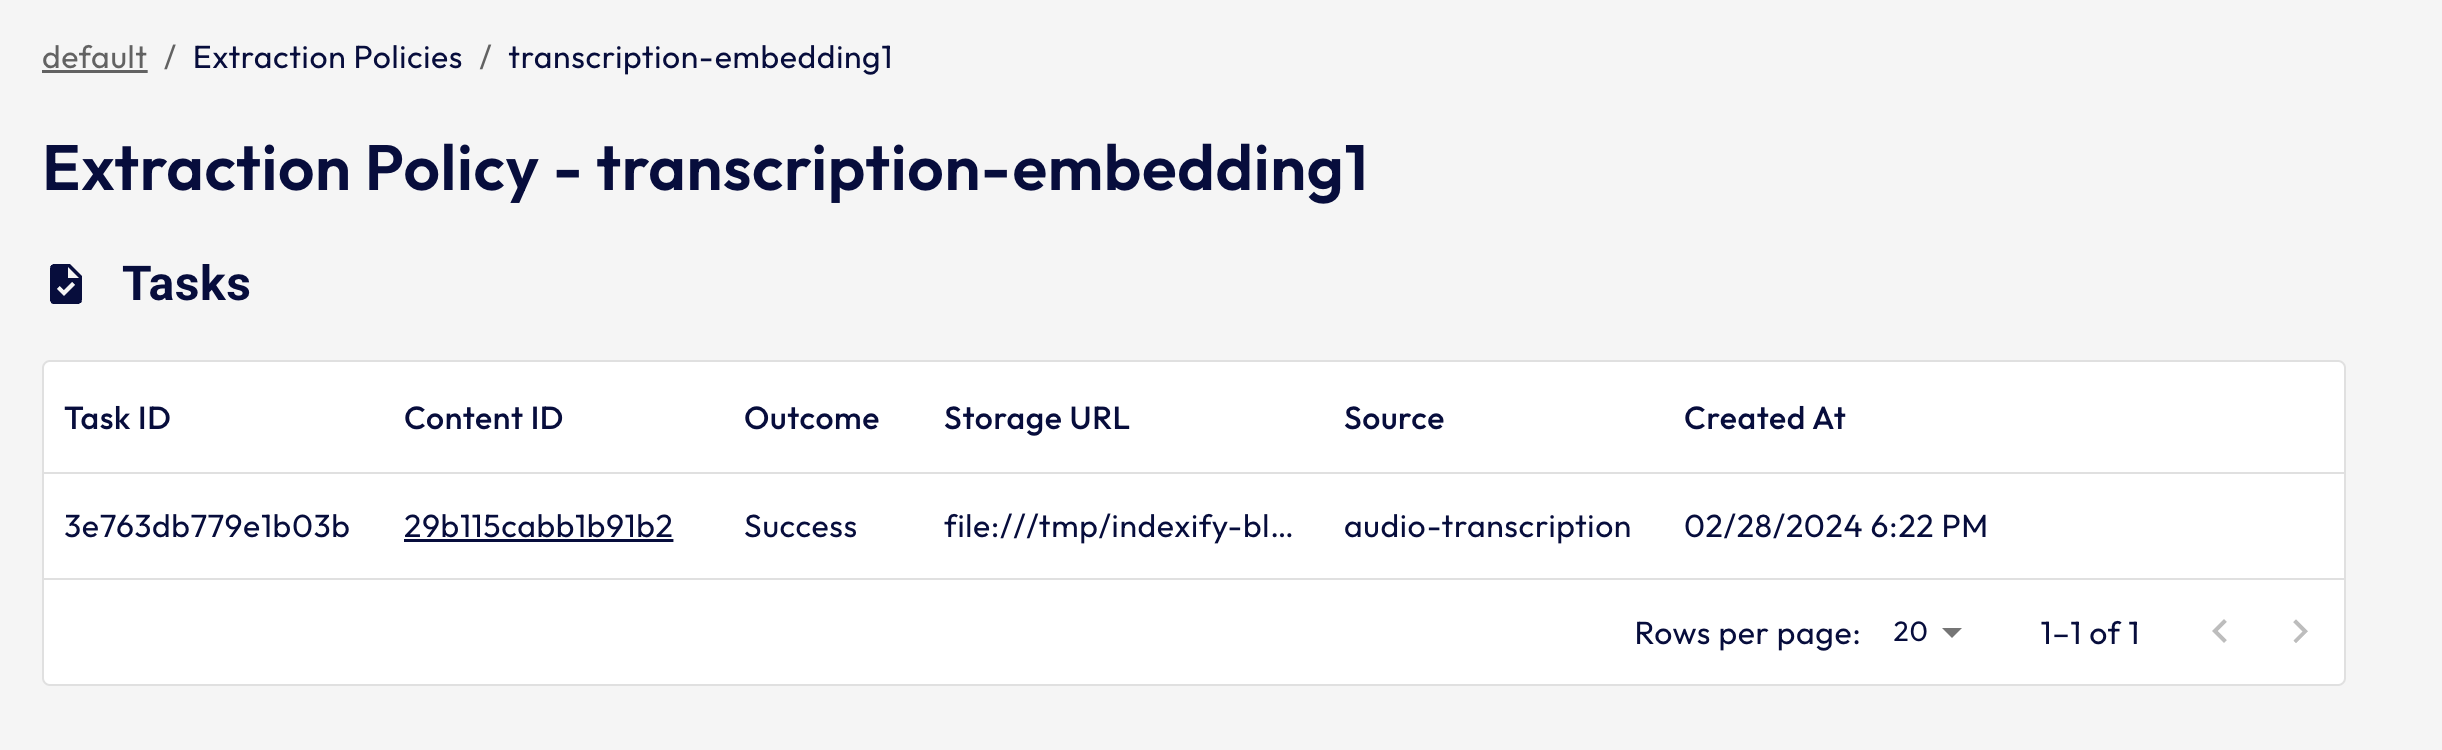 default / Extraction Policies / transcription-embedding1
Extraction Policy - transcription-embedding1
Tasks
Task ID Content ID Outcome Storage URL Source Created At
3e763db779e1b03b 29b115cabb1b91b2 Success file:///tmp/indexify-bl... audio-transcription 02/28/2024 6:22 PM
Rows per page: 20 1–1 of 1